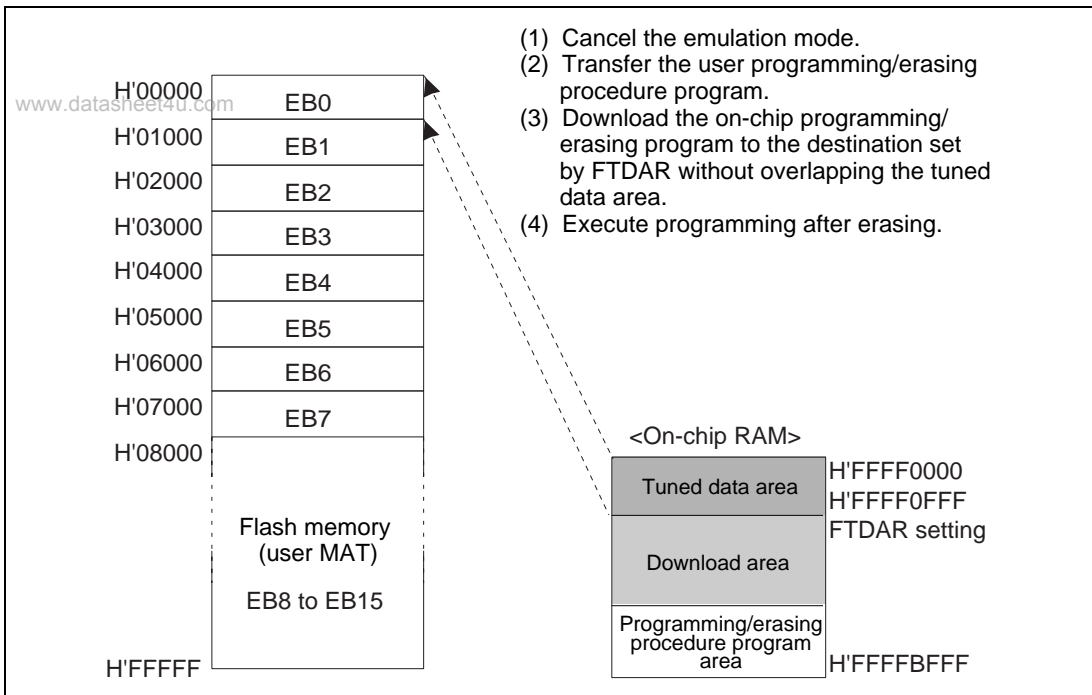 (1) Cancel the emulation mode.
(2) Transfer the user programming/erasing
procedure program.
(3) Download the on-chip programming/
erasing program to the destination set
by FTDAR without overlapping the tuned
data area.
(4) Execute programming after erasing.
www.datasheet4u.com
H'00000
EB0
H'01000
EB1
H'02000
EB2
H'03000
EB3
H'04000
EB4
H'05000
EB5
H'06000
EB6
H'07000
EB7
H'08000
Flash memory
(user MAT)
EB8 to EB15
H'FFFFF
<On-chip RAM>
Tuned data area
H'FFFF0000
H'FFFF0FFF
FTDAR setting
Download area
Programming/erasing
procedure program
area
H'FFFFBFFF